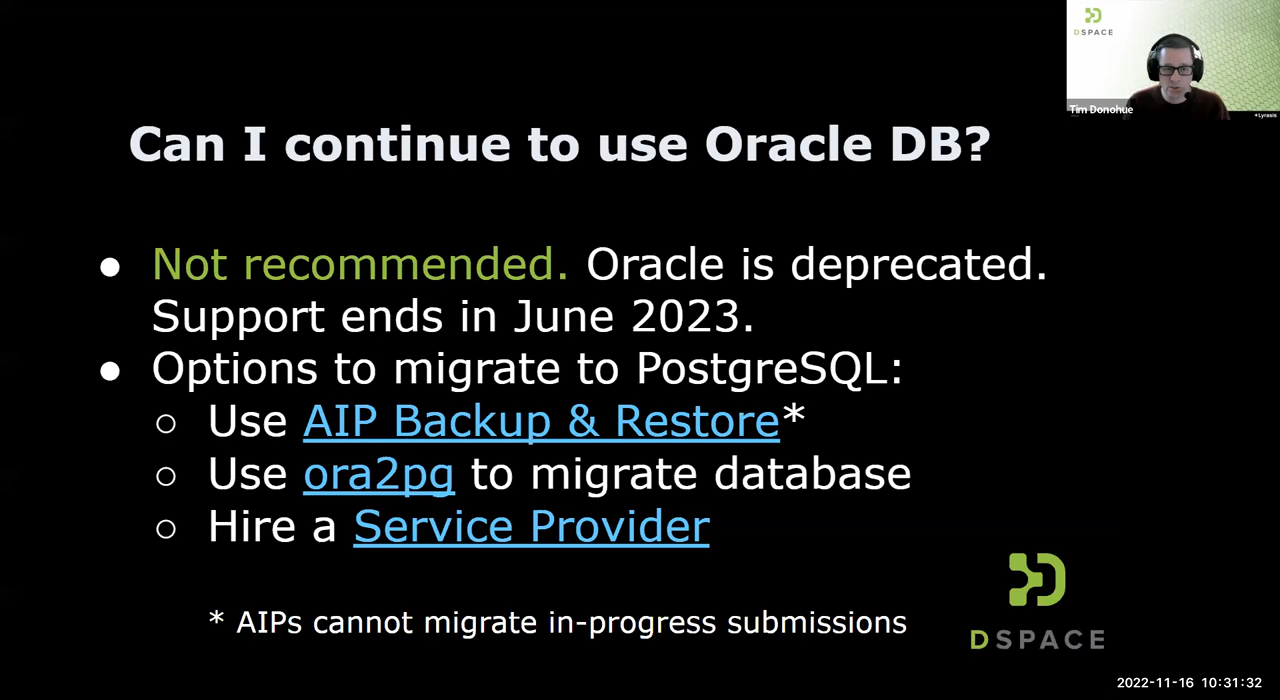 DSPACE
Tim Donohue
Lyrasis
Can I continue to use Oracle DB?
● Not recommended. Oracle is deprecated.
Support ends in June 2023.
● Options to migrate to PostgreSQL:
○ Use AIP Backup & Restore*
○ Use ora2pg to migrate database
○ Hire a Service Provider
* AIPs cannot migrate in-progress submissions
DSPACE
2022-11-16 10:31:32